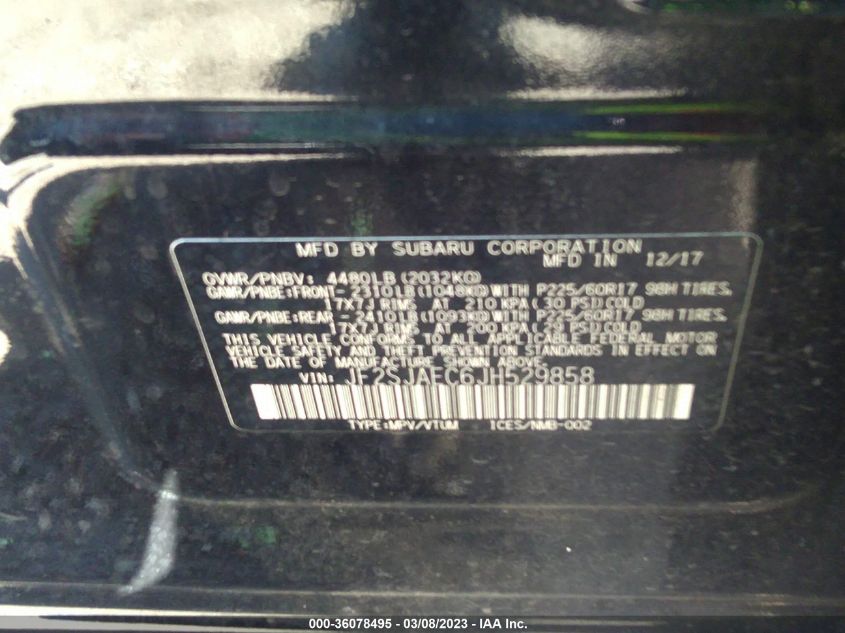 MFD BY SUBARU CORPORATION
MFD IN 12/17
GVWR/PNBV: 4480LB (2032KG)
GAWR/PNBE:FRONT- 2310LB (1048KG) WITH P225/60R17 98H TIRES.
17X7J RIMS AT 210 KPA ( 30 PSI) COLD
GAWR/PNBE:REAR - 2410LB (1093KG) WITH P225/60R17 98H TIRES.
17X7J RIMS AT 200 KPA ( 29 PSI) COLD
THIS VEHICLE CONFORMS TO ALL APPLICABLE FEDERAL MOTOR
VEHICLE SAFETY AND THEFT PREVENTION STANDARDS IN EFFECT ON
THE DATE OF MANUFACTURE SHOWN ABOVE.
VIN: JF2SJAEC6JH529858
TYPE:MPV/VTUM ICES/NMB-002
000-36078495 - 03/08/2023 - IAA Inc.